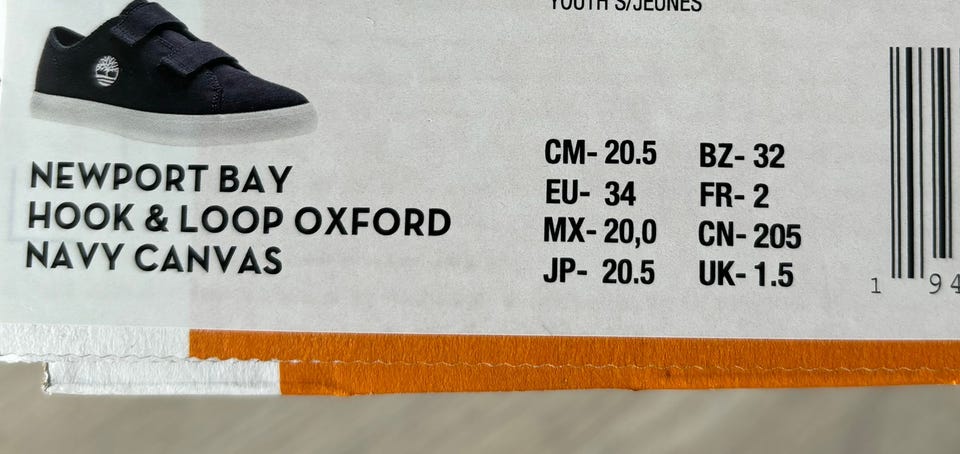 YOUTH S/JEUNES
NEWPORT BAY
HOOK & LOOP OXFORD
NAVY CANVAS
CM- 20.5 BZ- 32
EU- 34 FR- 2
MX- 20,0 CN- 205
JP- 20.5 UK- 1.5
1 94